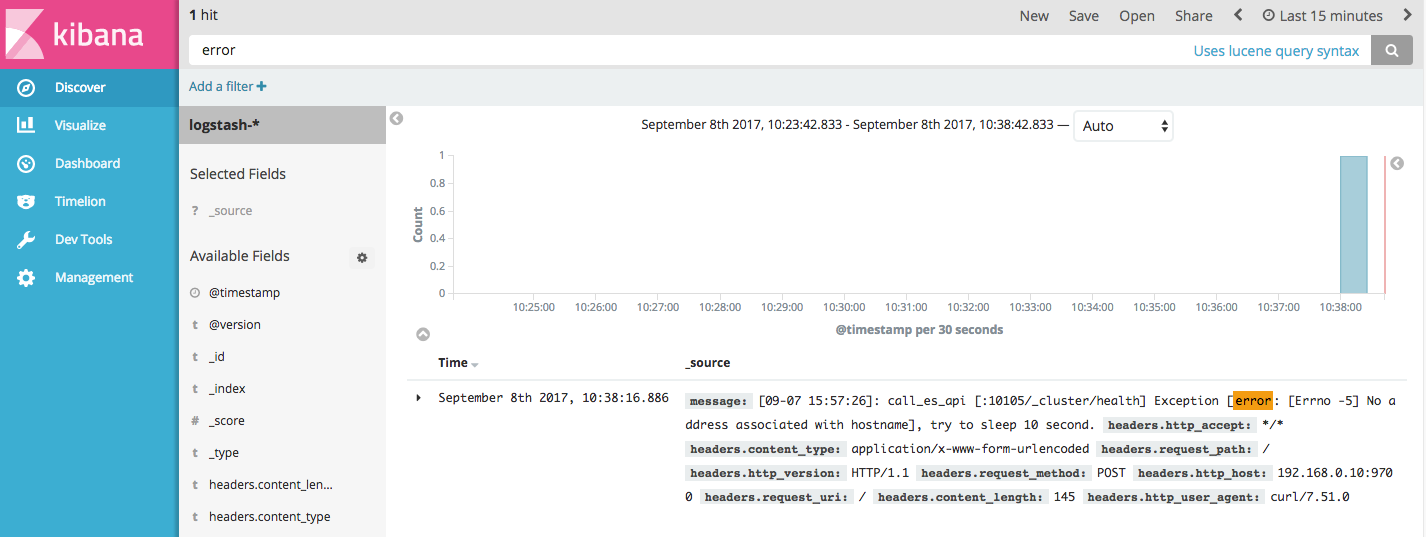 kibana
Discover
Visualize
Dashboard
Timelion
Dev Tools
Management
1 hit
New Save Open Share Last 15 minutes
error
Uses lucene query syntax
Add a filter +
logstash-*
Selected Fields
? _source
Available Fields
@timestamp
t @version
t _id
t _index
# _score
t _type
t headers.content_len...
t headers.content_type
September 8th 2017, 10:23:42.833 - September 8th 2017, 10:38:42.833 — Auto
1
0.8
0.6
0.4
0.2
0
Count
10:25:00 10:26:00 10:27:00 10:28:00 10:29:00 10:30:00 10:31:00 10:32:00 10:33:00 10:34:00 10:35:00 10:36:00 10:37:00 10:38:00
@timestamp per 30 seconds
Time _source
September 8th 2017, 10:38:16.886 message: [09-07 15:57:26]: call_es_api [:10105/_cluster/health] Exception [error: [Errno -5] No a
ddress associated with hostname], try to sleep 10 second. headers.http_accept: */*
headers.content_type: application/x-www-form-urlencoded headers.request_path: /
headers.http_version: HTTP/1.1 headers.request_method: POST headers.http_host: 192.168.0.10:970
0 headers.request_uri: / headers.content_length: 145 headers.http_user_agent: curl/7.51.0